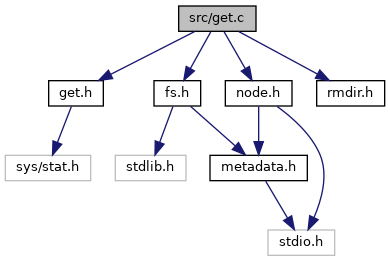 src/get.c
get.h
fs.h
node.h
rmdir.h
sys/stat.h
stdlib.h
metadata.h
stdio.h